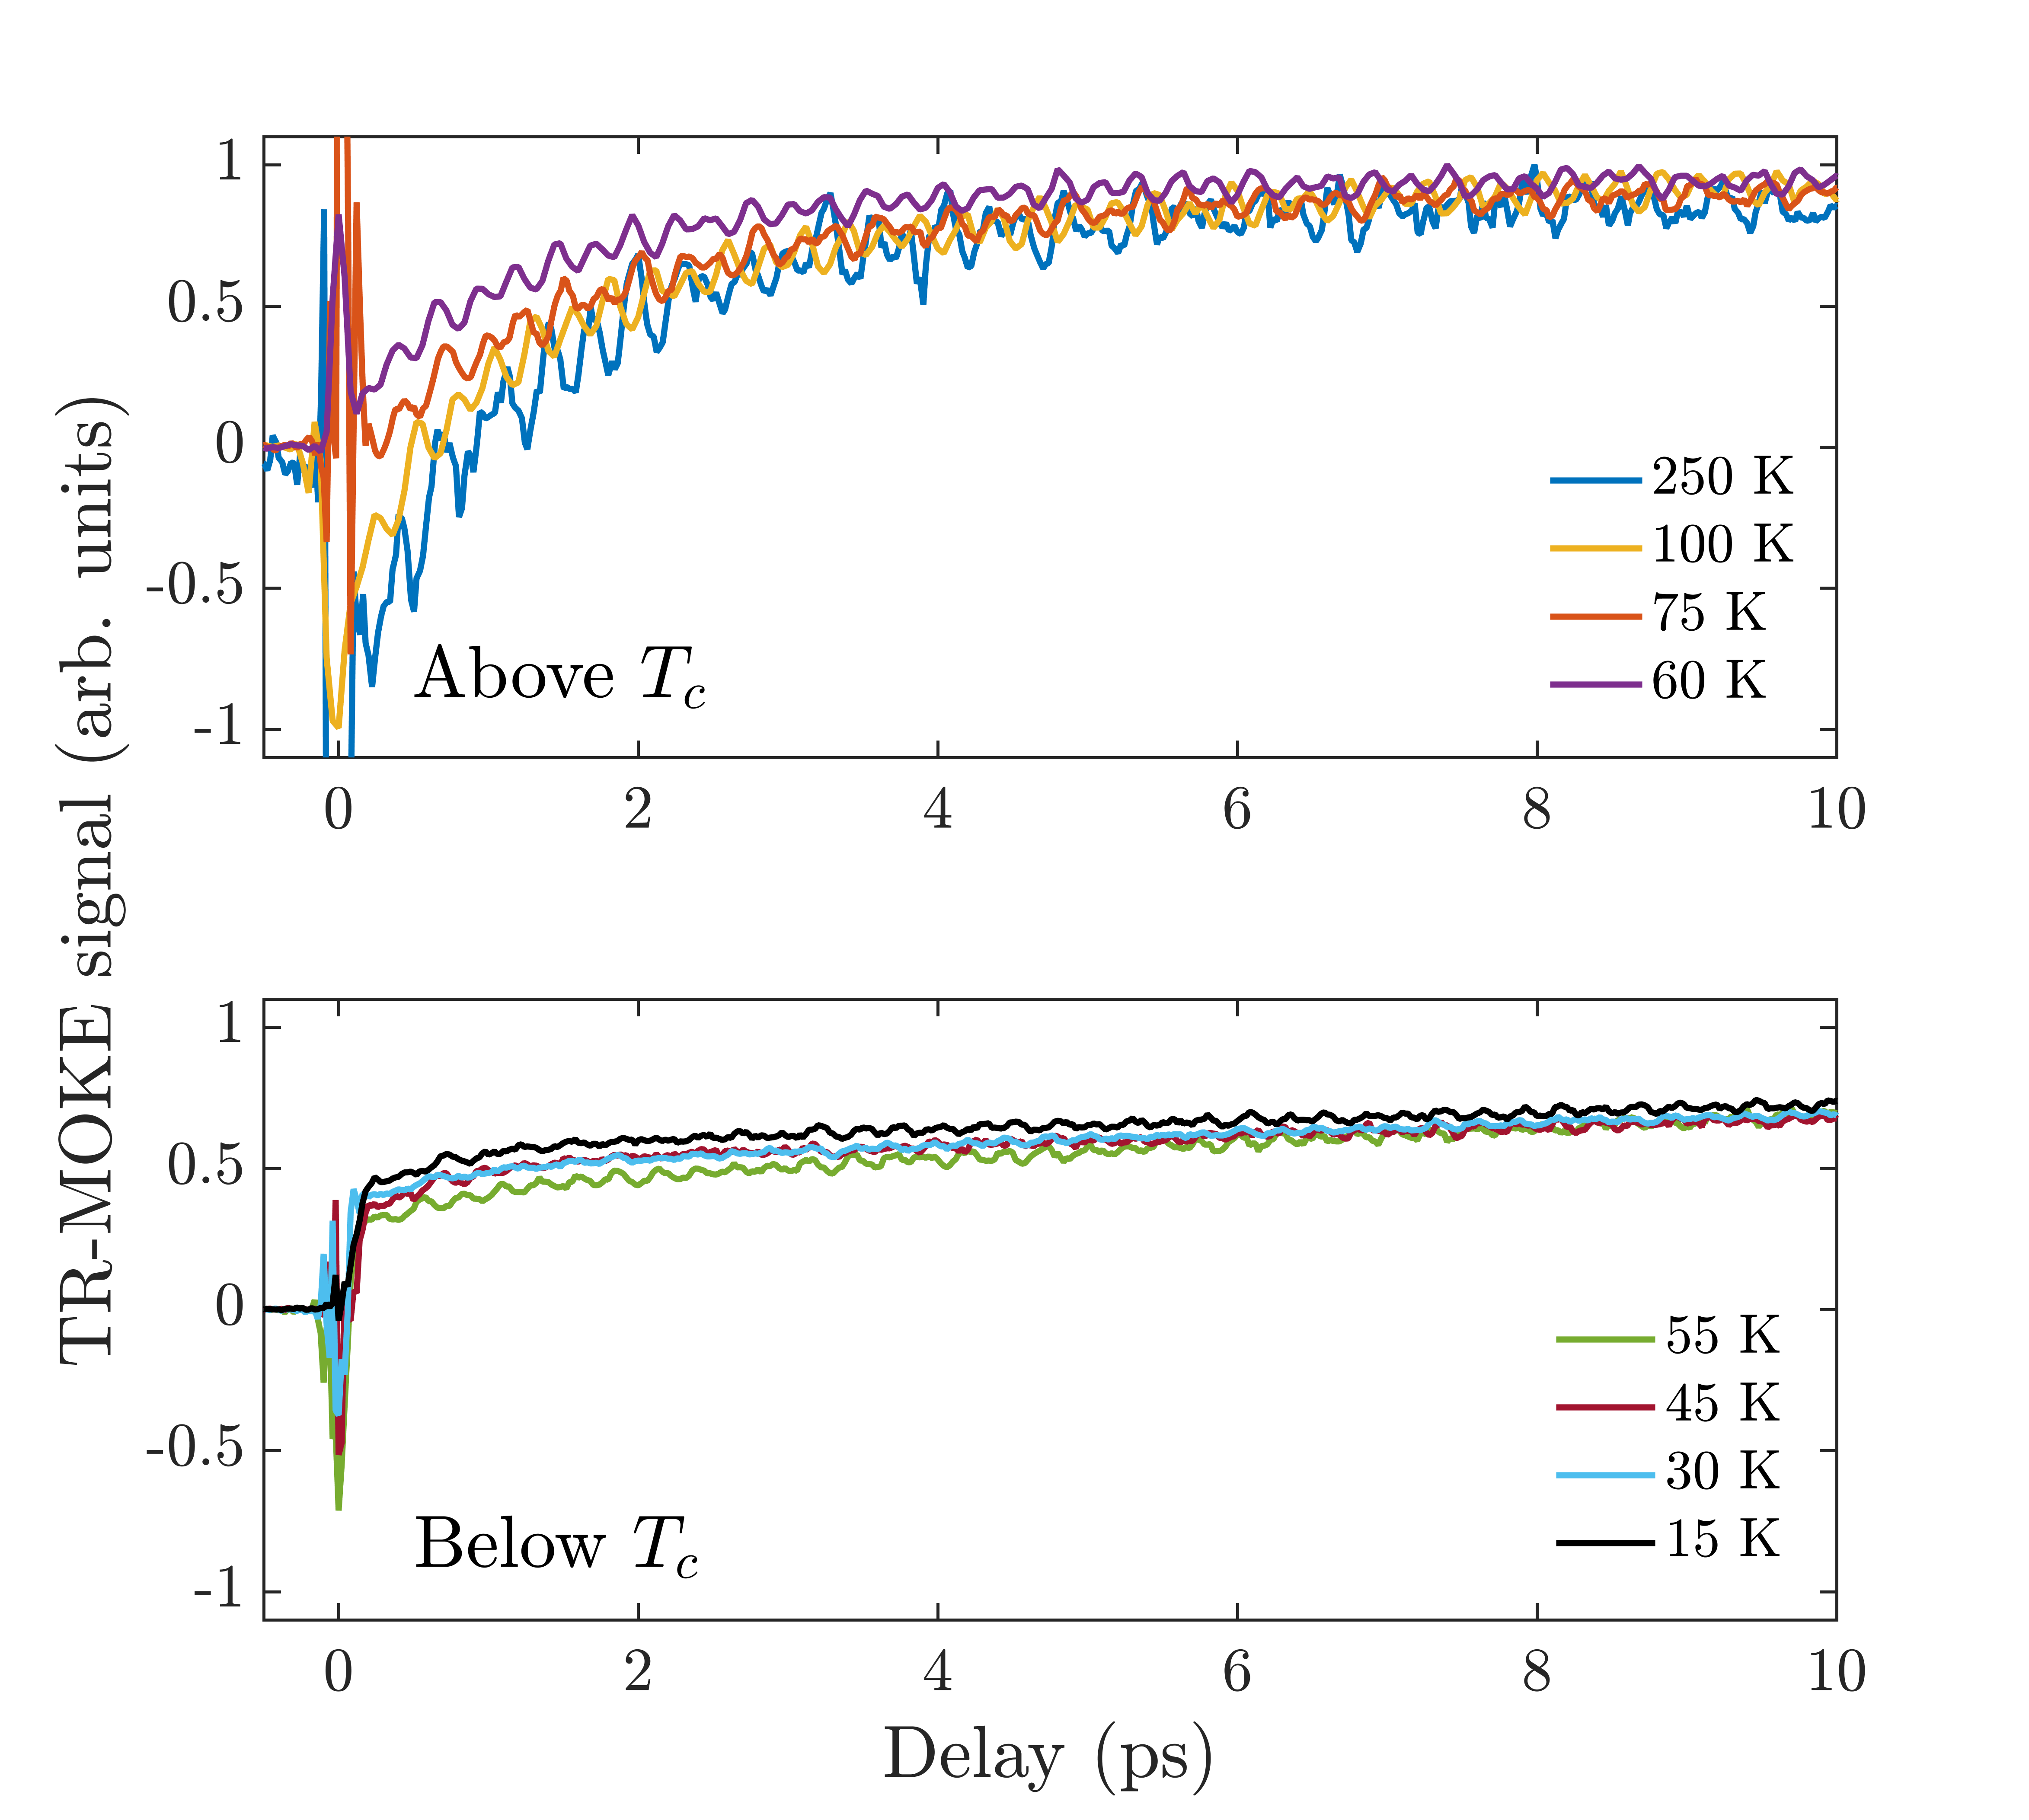 TR-MOKE signal (arb. units)
1
0.5
0
-0.5
-1
250 K
100 K
75 K
60 K
Above T_c
0 2 4 6 8 10
1
0.5
0
-0.5
-1
55 K
45 K
30 K
15 K
Below T_c
0 2 4 6 8 10
Delay (ps)